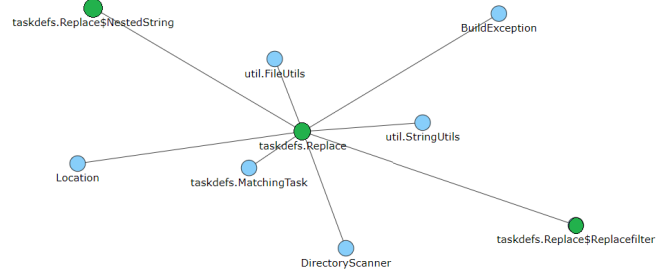 taskdefs.Replace$NestedString
BuildException
util.FileUtils
util.StringUtils
taskdefs.Replace
Location
taskdefs.MatchingTask
taskdefs.Replace$Replacefilter
DirectoryScanner